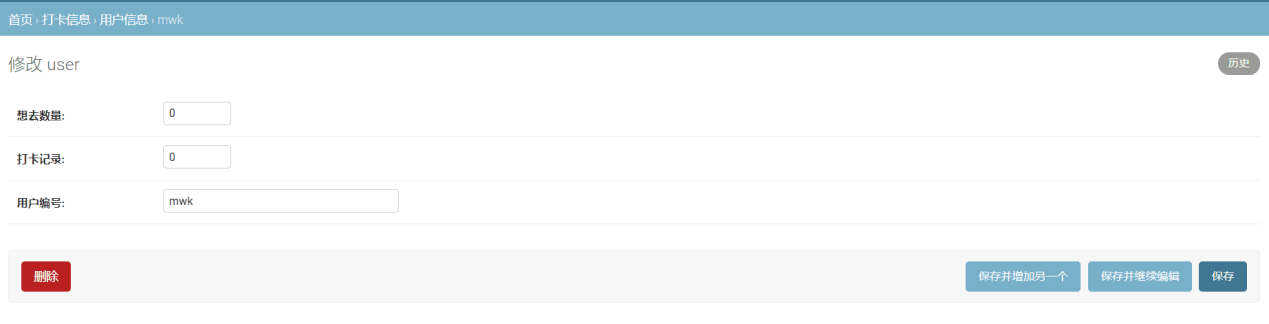 首页 › 打卡信息 › 用户信息 › mwk
修改 user
历史
想去数量: 0
打卡记录: 0
用户编号: mwk
删除 保存并增加另一个 保存并继续编辑 保存